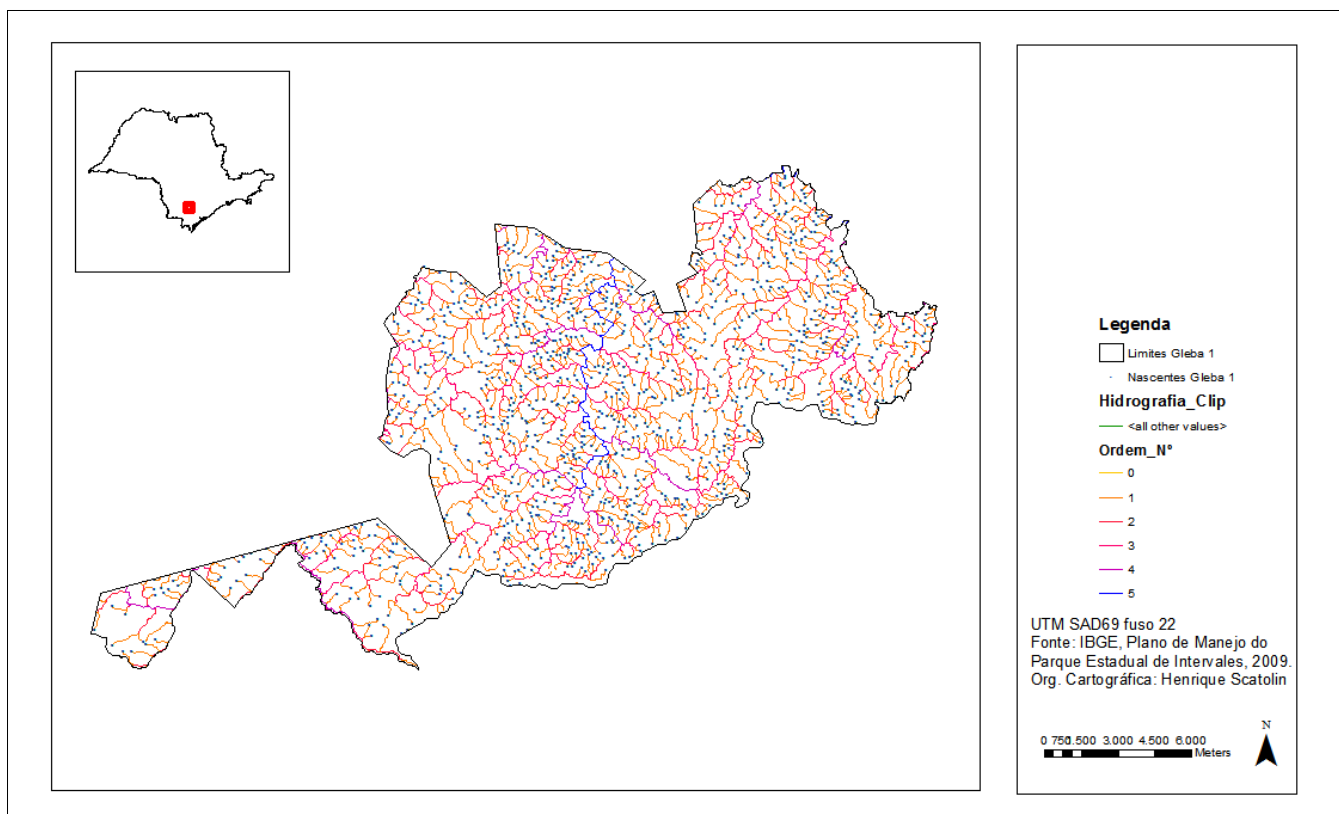 Legenda
Limites Gleba 1
Nascentes Gleba 1
Hidrografia_Clip
<all other values>
Ordem_Nº
0
1
2
3
4
5
UTM SAD69 fuso 22
Fonte: IBGE, Plano de Manejo do
Parque Estadual de Intervales, 2009.
Org. Cartográfica: Henrique Scatolin
N
0 750 1.500 3.000 4.500 6.000
Meters